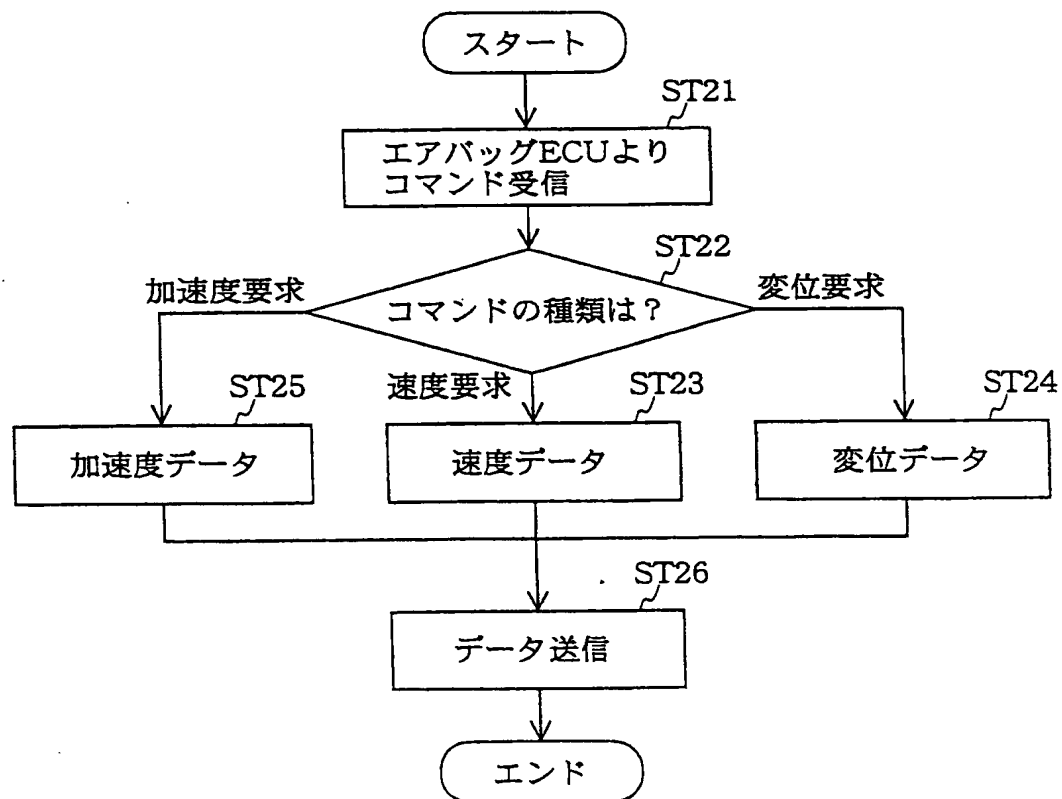 スタート
ST21
エアバッグECUより
コマンド受信
ST22
加速度要求
コマンドの種類は？
変位要求
速度要求
ST25
ST23
ST24
加速度データ
速度データ
変位データ
ST26
データ送信
エンド